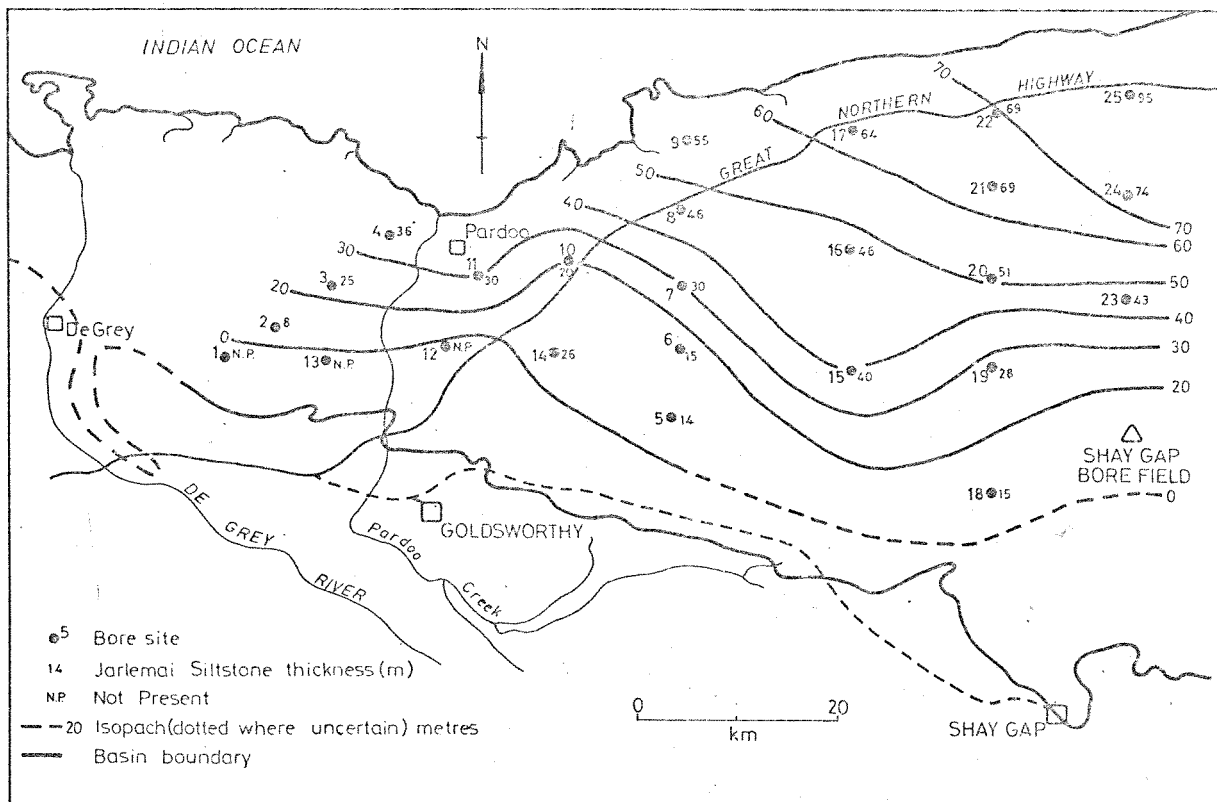 INDIAN OCEAN
N
70
HIGHWAY
25 95
22 69
NORTHERN
60
17 64
9 55
GREAT
50
21 69
24 74
8 46
40
4 36
Pardoo
70
60
16 46
30
11 30
10
20
3 25
20
7 30
20 51
50
23 43
40
De Grey
2 8
0
1 N.P.
13 N.P.
12 N.P.
14 26
6 15
15 40
19 28
30
20
5 14
SHAY GAP
BORE FIELD
18 15
0
GOLDSWORTHY
DE GREY RIVER
Pardoo Creek
5 Bore site
14 Jarlemai Siltstone thickness (m)
N.P. Not Present
20 Isopach (dotted where uncertain) metres
Basin boundary
0 20
km
SHAY GAP